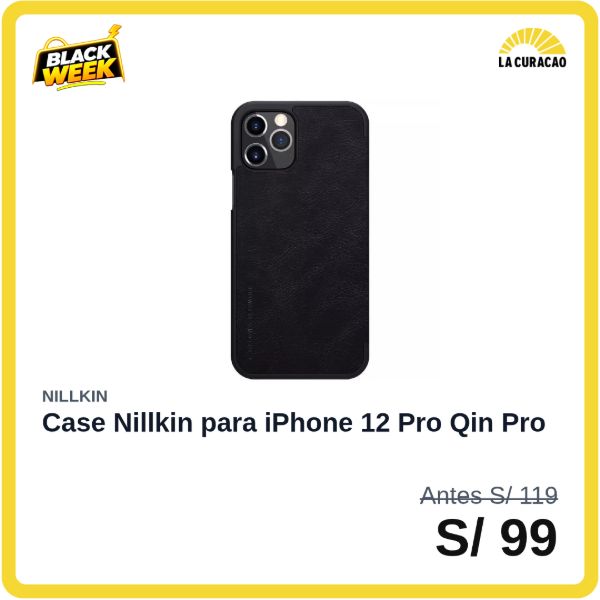 BLACK
WEEK
LA CURACAO
NILLKIN
Case Nillkin para iPhone 12 Pro Qin Pro
Antes S/ 119
S/ 99